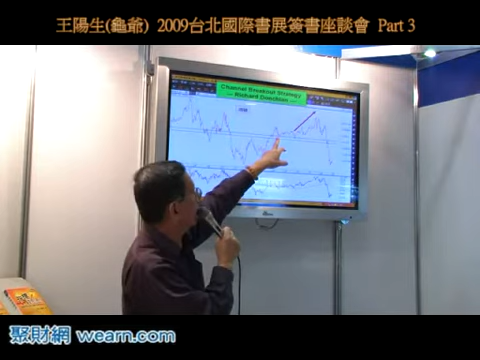 王陽生(龜爺) 2009台北國際書展簽書座談會 Part 3
Channel Breakout Strategy
--- Richard Donchian ---
聚財網 wearn.com